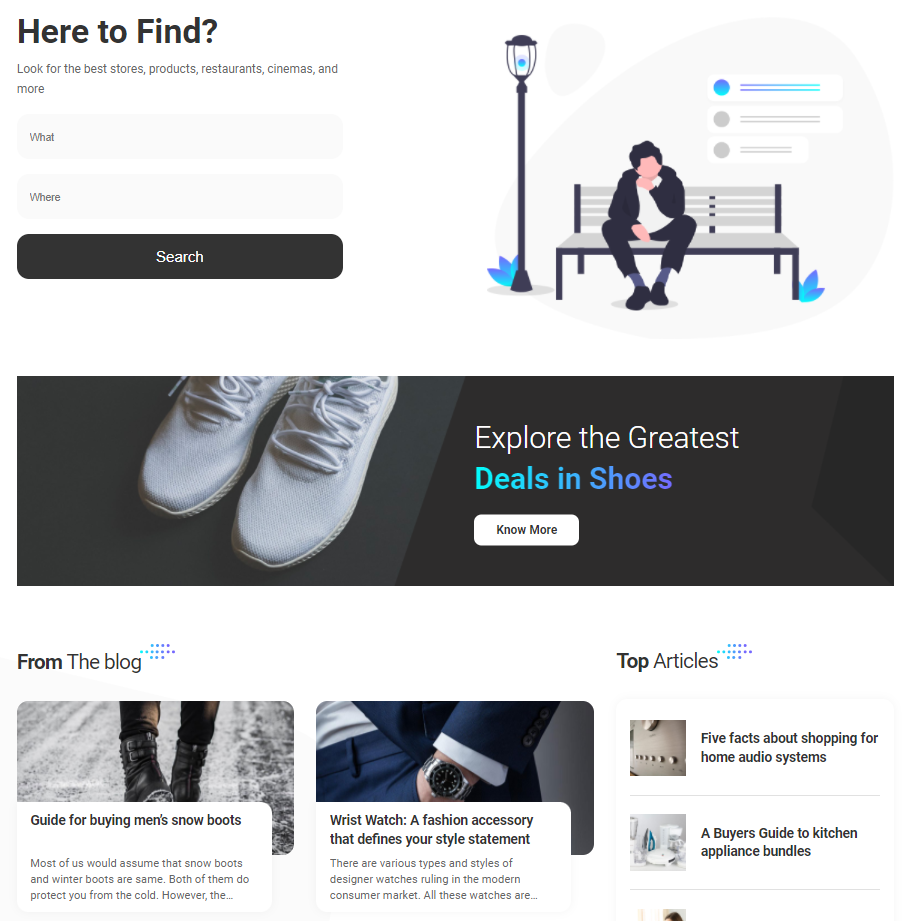 Here to Find?
Look for the best stores, products, restaurants, cinemas, and
more
What
Where
Search
Explore the Greatest
Deals in Shoes
Know More
From The blog
Top Articles
Guide for buying men's snow boots
Most of us would assume that snow boots
and winter boots are same. Both of them do
protect you from the cold. However, the...
Wrist Watch: A fashion accessory
that defines your style statement
There are various types and styles of
designer watches ruling in the modern
consumer market. All these watches are...
Five facts about shopping for
home audio systems
A Buyers Guide to kitchen
appliance bundles